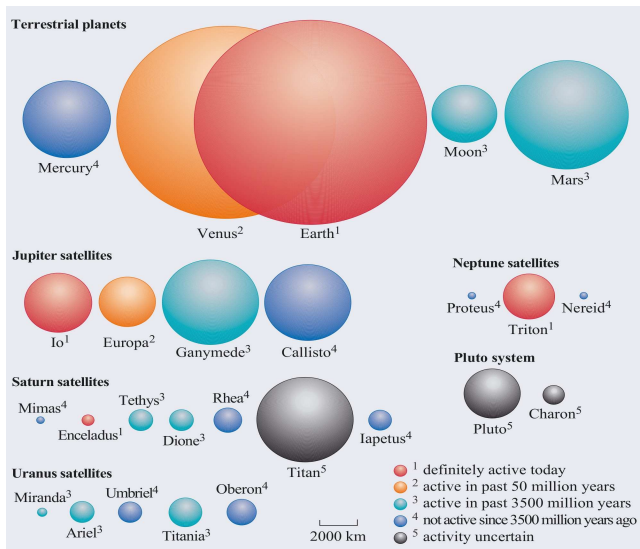 Terrestrial planets
Mercury⁴
Venus²
Earth¹
Moon³
Mars³
Jupiter satellites
Io¹
Europa²
Ganymede³
Callisto⁴
Neptune satellites
Proteus⁴
Triton¹
Nereid⁴
Saturn satellites
Mimas⁴
Enceladus¹
Tethys³
Dione³
Rhea⁴
Titan⁵
Iapetus⁴
Pluto system
Pluto⁵
Charon⁵
Uranus satellites
Miranda³
Ariel³
Umbriel⁴
Titania³
Oberon⁴
2000 km
¹ definitely active today
² active in past 50 million years
³ active in past 3500 million years
⁴ not active since 3500 million years ago
⁵ activity uncertain